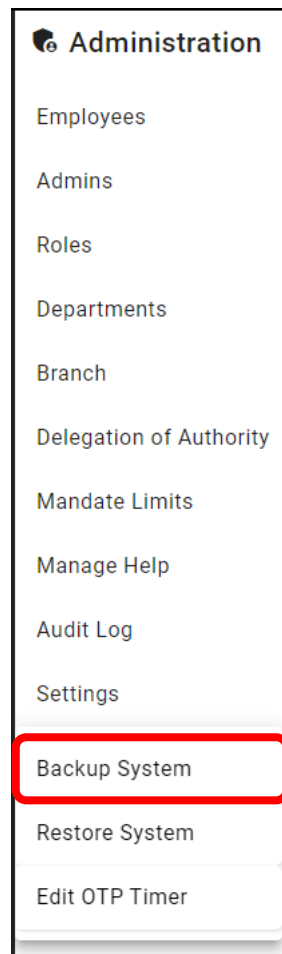 Administration
Employees
Admins
Roles
Departments
Branch
Delegation of Authority
Mandate Limits
Manage Help
Audit Log
Settings
Backup System
Restore System
Edit OTP Timer